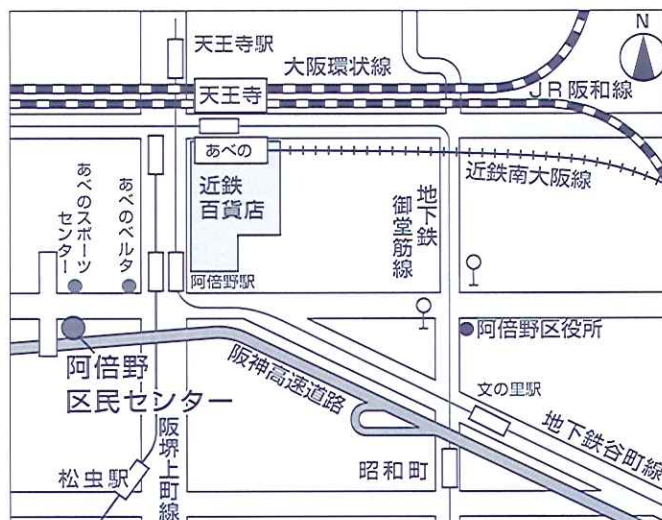 N
天王寺駅
大阪環状線
天王寺
JR阪和線
あべの
近鉄南大阪線
近鉄
百貨店
地下鉄
御堂筋線
あべのスポーツ
センター
あべのベルタ
阿倍野駅
阿倍野区役所
阿倍野
区民センター
阪神高速道路
文の里駅
地下鉄谷町線
阪堺上町線
松虫駅
昭和町